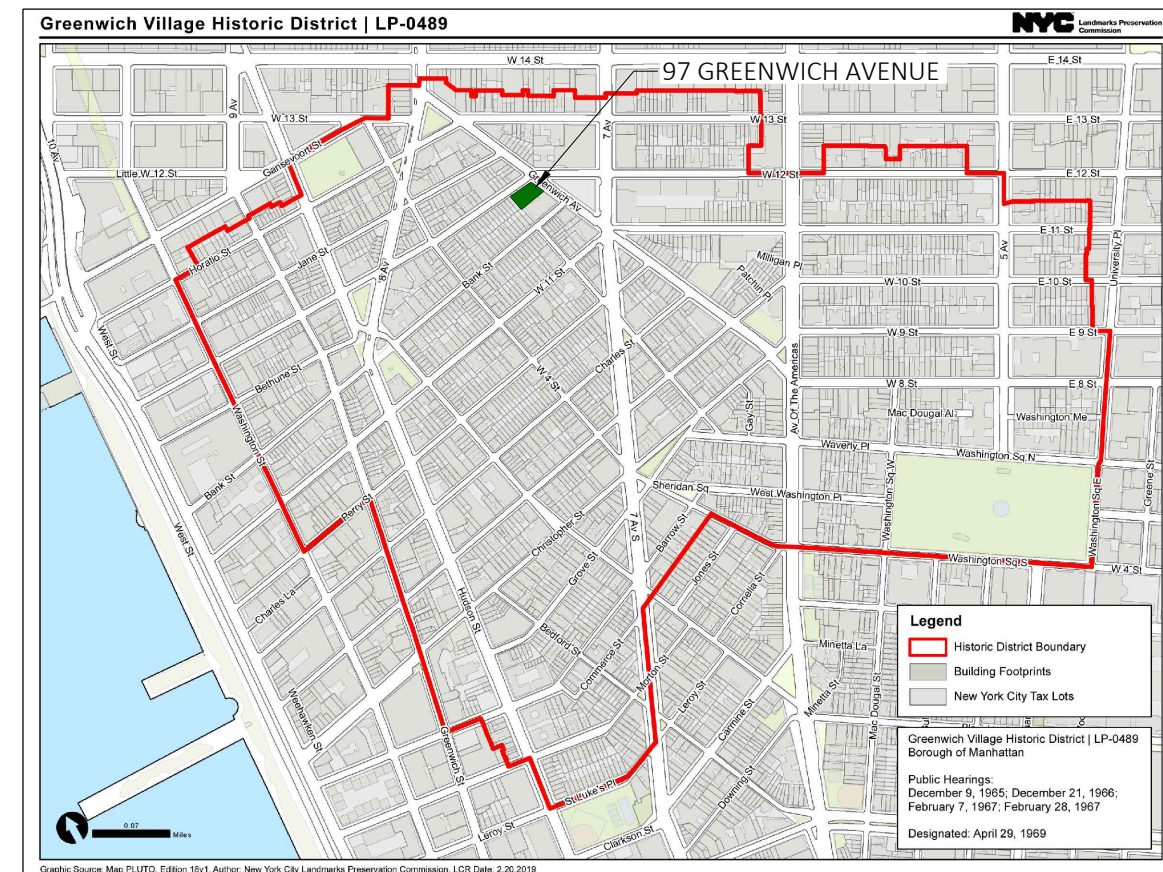 Greenwich Village Historic District | LP-0489
NYC Landmarks Preservation
Commission
W 14 St
E 14 St
97 GREENWICH AVENUE
9 Av
10 Av
W 13 St
7 Av
W 13 St
E 13 St
Gansevoort St
Little W 12 St
Greenwich Av
W 12 St
E 12 St
E 11 St
5 Av
University Pl
Horatio St
Jane St
8 Av
Bank St
W 11 St
Milligan Pl
Patchin Pl
W 10 St
E 10 St
West St
W 9 St
E 9 St
Bethune St
W 4 St
Charles St
Av Of The Americas
W 8 St
E 8 St
Gay St
Mac Dougal Al
Washington Me
Washington St
Waverly Pl
Washington Sq N
Bank St
Perry St
Sheridan Sq
West Washington Pl
Washington Sq W
Washington Sq E
Greene St
West St
7 Av S
Barrow St
Christopher St
Grove St
Jones St
Washington Sq S
W 4 St
Charles La
Hudson St
Cornelia St
Bedford St
Commerce St
Morton St
Minetta La
Leroy St
Minetta St
Mac Dougal St
Weehawken St
Carmine St
Greenwich St
Downing St
St Luke's Pl
Leroy St
Clarkson St
Legend
Historic District Boundary
Building Footprints
New York City Tax Lots
Greenwich Village Historic District | LP-0489
Borough of Manhattan
Public Hearings:
December 9, 1965; December 21, 1966;
February 7, 1967; February 28, 1967
Designated: April 29, 1969
0.07
Miles
Graphic Source: Map PLUTO, Edition 18v1, Author: New York City Landmarks Preservation Commission, LCR Date: 2.20.2019